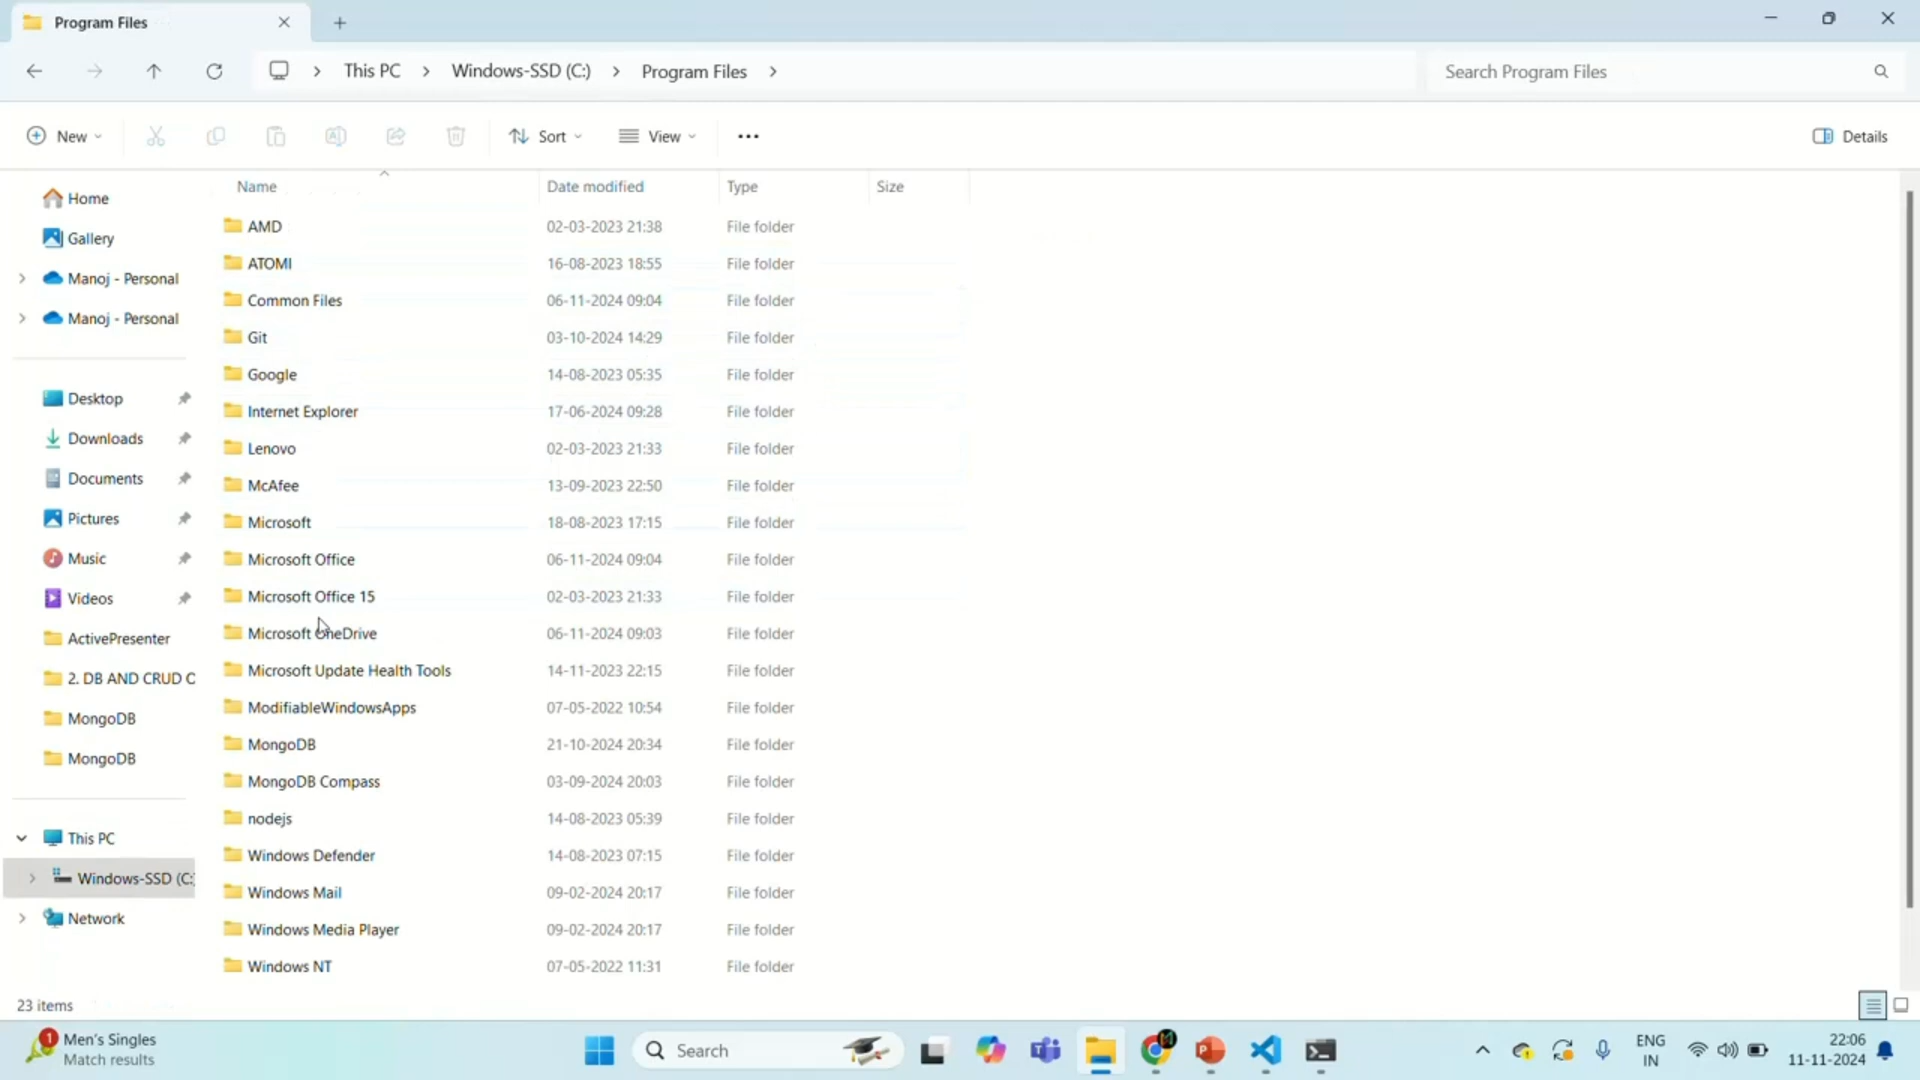 Program Files
This PC
Windows-SSD (C:)
Program Files
Search Program Files
New
Sort
View
Details
Name
Date modified
Type
Size
Home
Gallery
Manoj - Personal
Manoj - Personal
Desktop
Downloads
Documents
Pictures
Music
Videos
ActivePresenter
2. DB AND CRUD O
MongoDB
MongoDB
This PC
Windows-SSD (C:
Network
AMD 02-03-2023 21:38 File folder
ATOMI 16-08-2023 18:55 File folder
Common Files 06-11-2024 09:04 File folder
Git 03-10-2024 14:29 File folder
Google 14-08-2023 05:35 File folder
Internet Explorer 17-06-2024 09:28 File folder
Lenovo 02-03-2023 21:33 File folder
McAfee 13-09-2023 22:50 File folder
Microsoft 18-08-2023 17:15 File folder
Microsoft Office 06-11-2024 09:04 File folder
Microsoft Office 15 02-03-2023 21:33 File folder
Microsoft OneDrive 06-11-2024 09:03 File folder
Microsoft Update Health Tools 14-11-2023 22:15 File folder
ModifiableWindowsApps 07-05-2022 10:54 File folder
MongoDB 21-10-2024 20:34 File folder
MongoDB Compass 03-09-2024 20:03 File folder
nodejs 14-08-2023 05:39 File folder
Windows Defender 14-08-2023 07:15 File folder
Windows Mail 09-02-2024 20:17 File folder
Windows Media Player 09-02-2024 20:17 File folder
Windows NT 07-05-2022 11:31 File folder
23 items
1
Men's Singles
Match results
Search
ENG
IN
22:06
11-11-2024